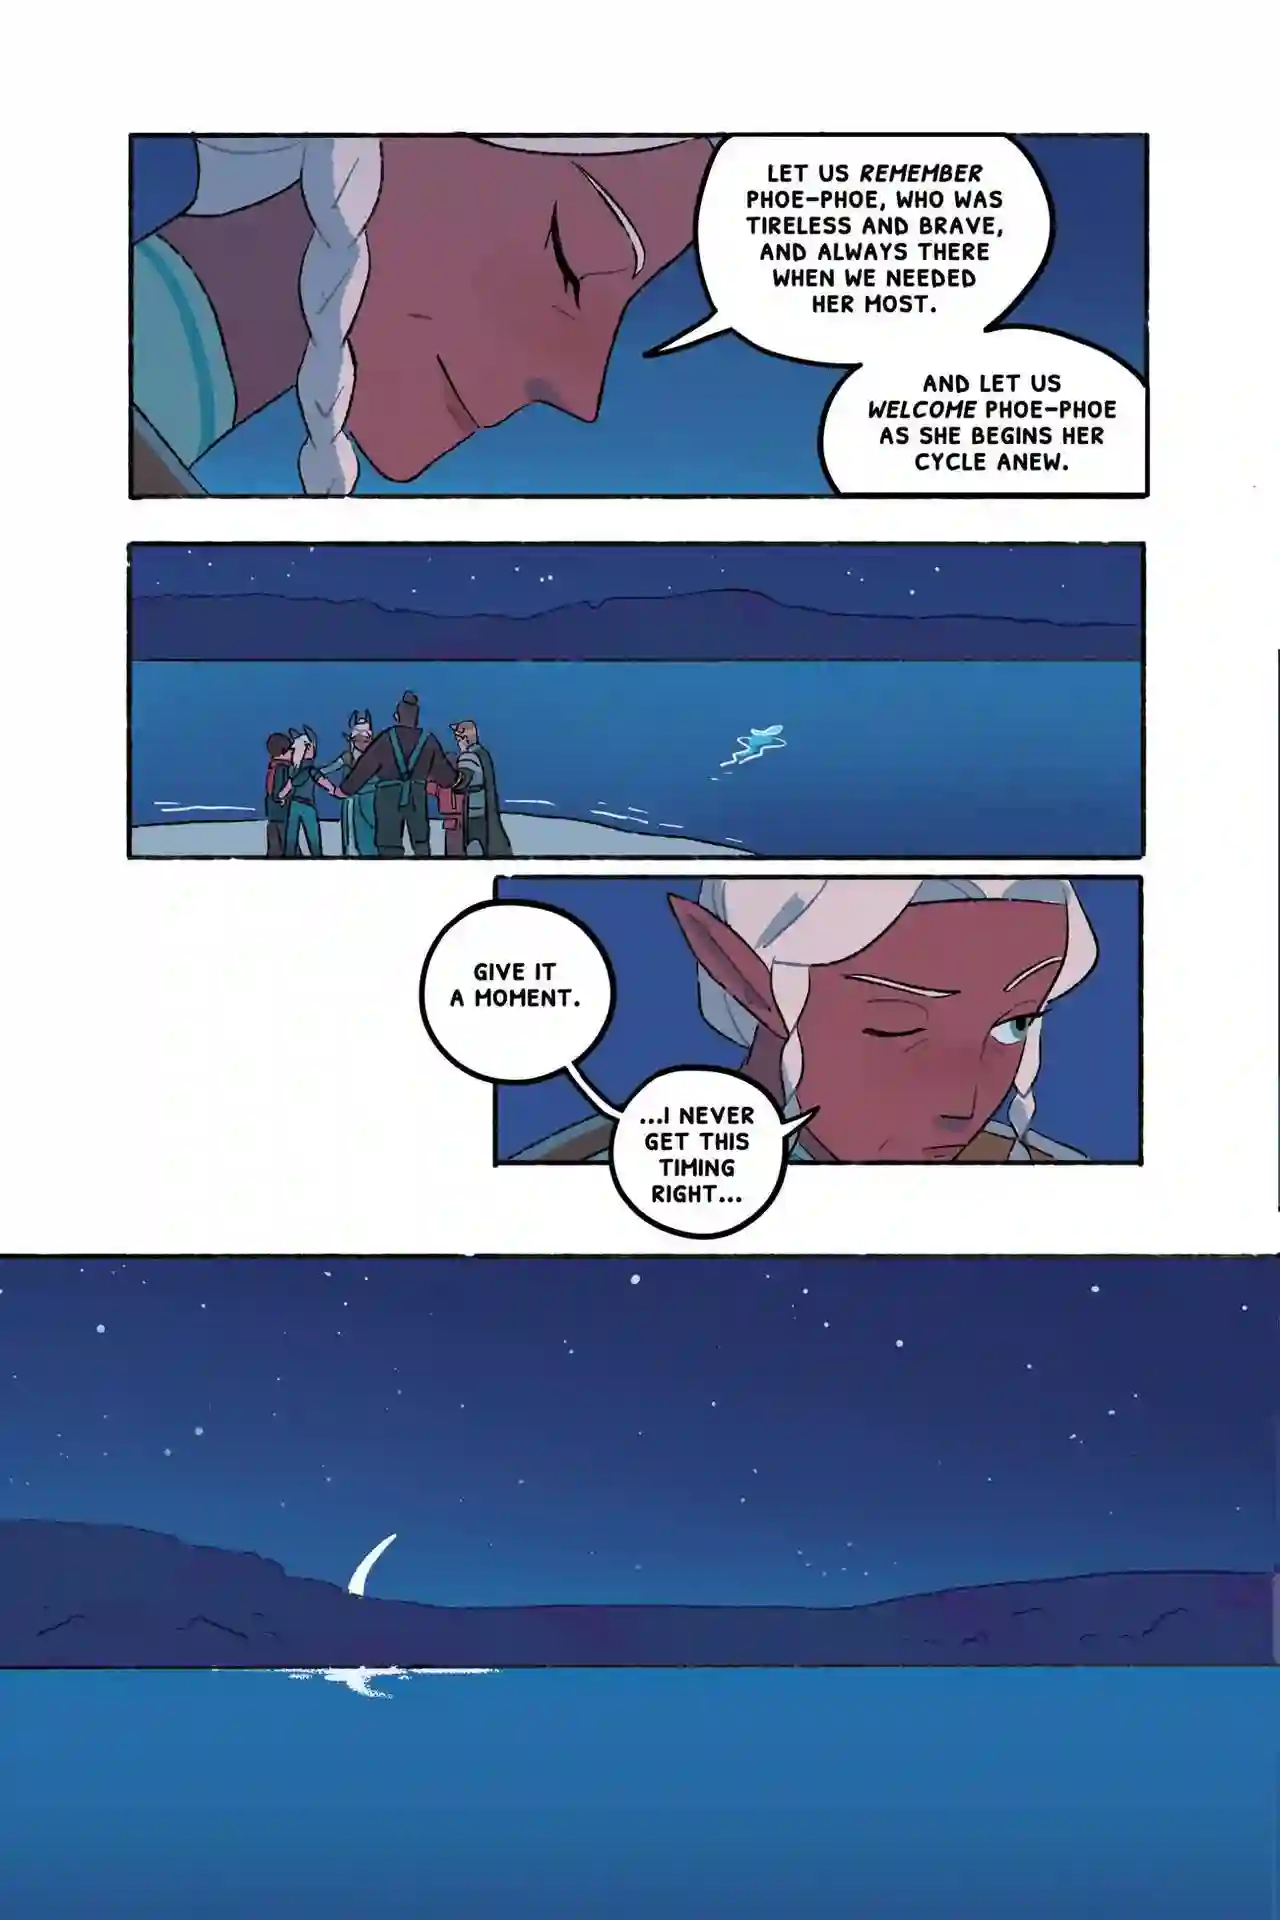 LET US REMEMBER
PHOE-PHOE, WHO WAS
TIRELESS AND BRAVE,
AND ALWAYS THERE
WHEN WE NEEDED
HER MOST.
AND LET US
WELCOME PHOE-PHOE
AS SHE BEGINS HER
CYCLE ANEW.
GIVE IT
A MOMENT.
...I NEVER
GET THIS
TIMING
RIGHT...